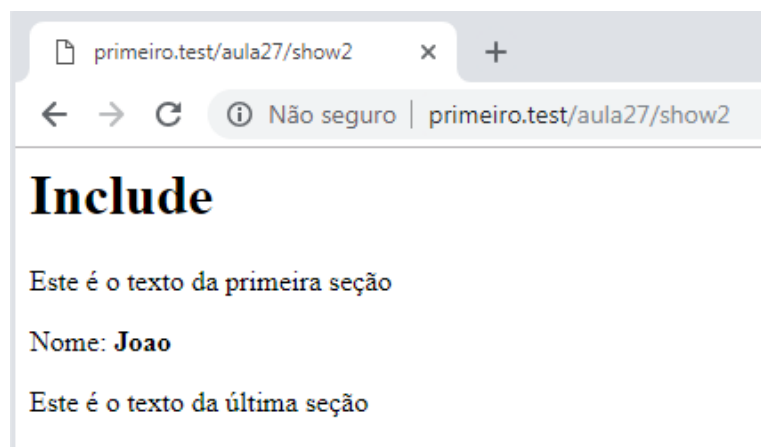 primeiro.test/aula27/show2
Não seguro | primeiro.test/aula27/show2
Include
Este é o texto da primeira seção
Nome: Joao
Este é o texto da última seção